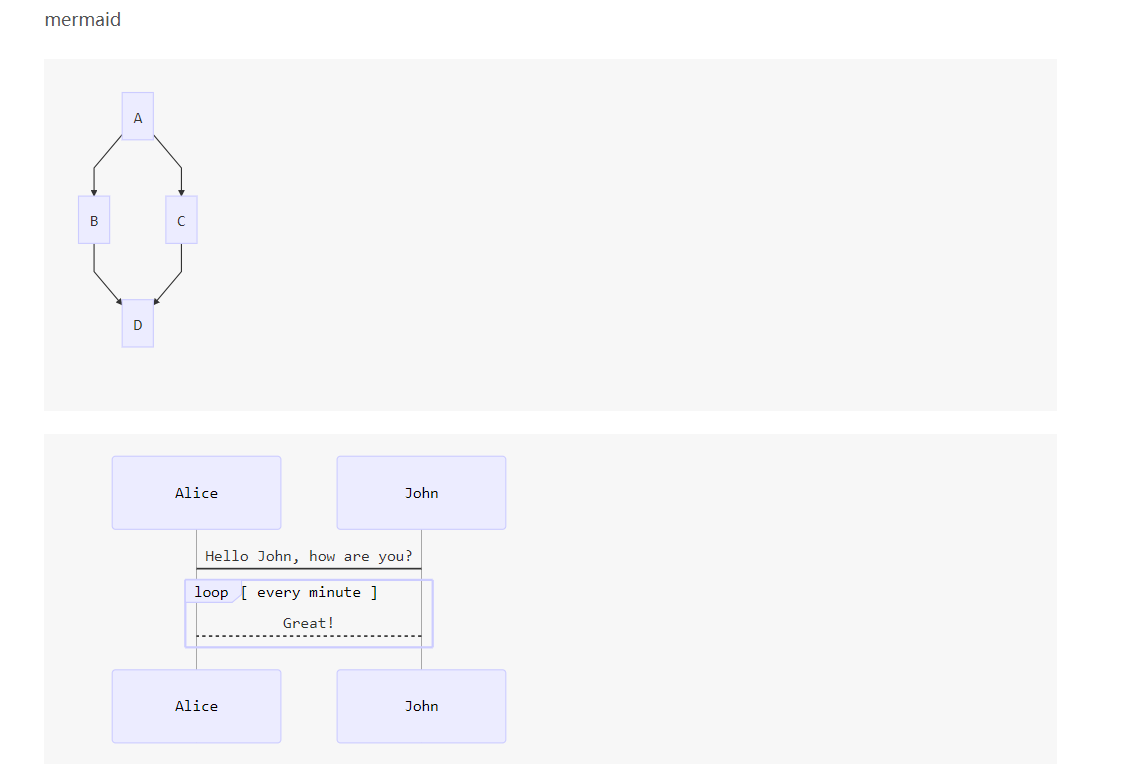 mermaid
A
B C
D
Alice John
Hello John, how are you?
loop [ every minute ]
Great!
Alice John